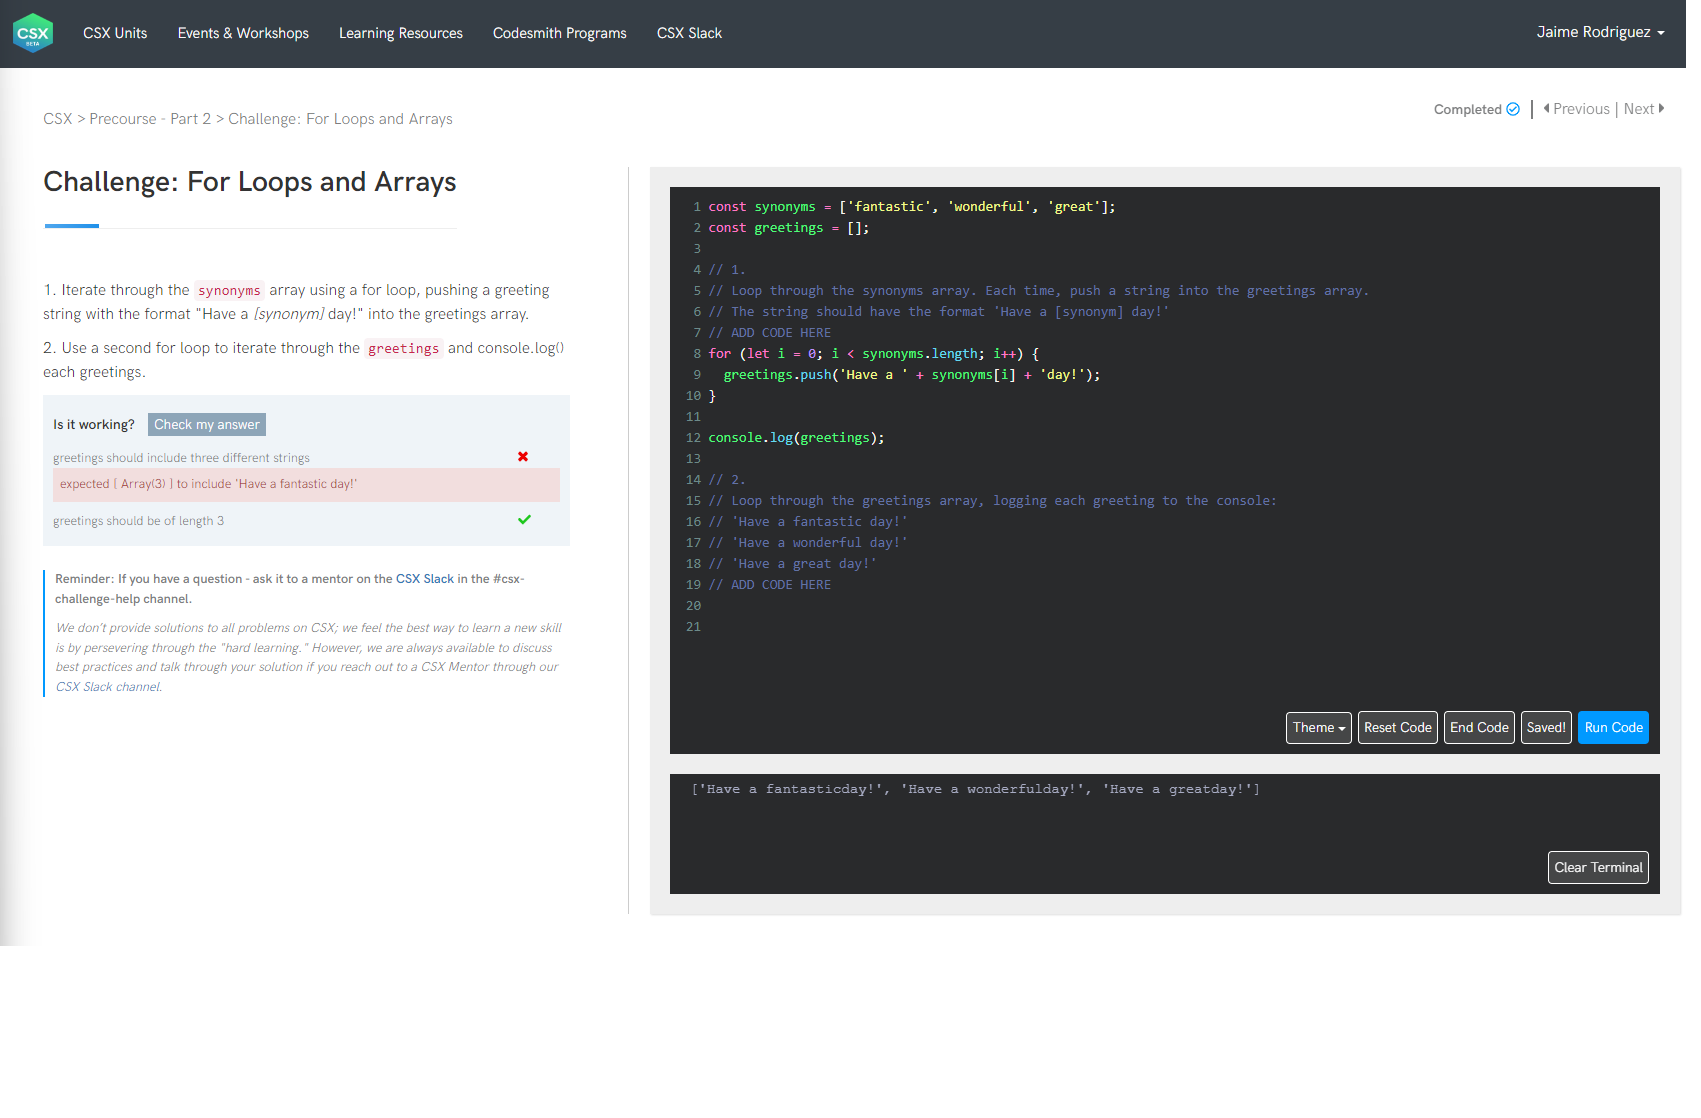 CSX
BETA
CSX Units
Events & Workshops
Learning Resources
Codesmith Programs
CSX Slack
Jaime Rodriguez
CSX > Precourse - Part 2 > Challenge: For Loops and Arrays
Completed
Previous | Next
Challenge: For Loops and Arrays
1. Iterate through the synonyms array using a for loop, pushing a greeting
string with the format "Have a [synonym] day!" into the greetings array.
2. Use a second for loop to iterate through the greetings and console.log()
each greetings.
Is it working? Check my answer
greetings should include three different strings
expected [ Array(3) ] to include 'Have a fantastic day!'
greetings should be of length 3
Reminder: If you have a question - ask it to a mentor on the CSX Slack in the #csx-
challenge-help channel.
We don't provide solutions to all problems on CSX; we feel the best way to learn a new skill
is by persevering through the "hard learning." However, we are always available to discuss
best practices and talk through your solution if you reach out to a CSX Mentor through our
CSX Slack channel.
1 const synonyms = ['fantastic', 'wonderful', 'great'];
2 const greetings = [];
3
4 // 1.
5 // Loop through the synonyms array. Each time, push a string into the greetings array.
6 // The string should have the format 'Have a [synonym] day!'
7 // ADD CODE HERE
8 for (let i = 0; i < synonyms.length; i++) {
9   greetings.push('Have a ' + synonyms[i] + 'day!');
10 }
11
12 console.log(greetings);
13
14 // 2.
15 // Loop through the greetings array, logging each greeting to the console:
16 // 'Have a fantastic day!'
17 // 'Have a wonderful day!'
18 // 'Have a great day!'
19 // ADD CODE HERE
20
21
Theme
Reset Code
End Code
Saved!
Run Code
['Have a fantasticday!', 'Have a wonderfulday!', 'Have a greatday!']
Clear Terminal